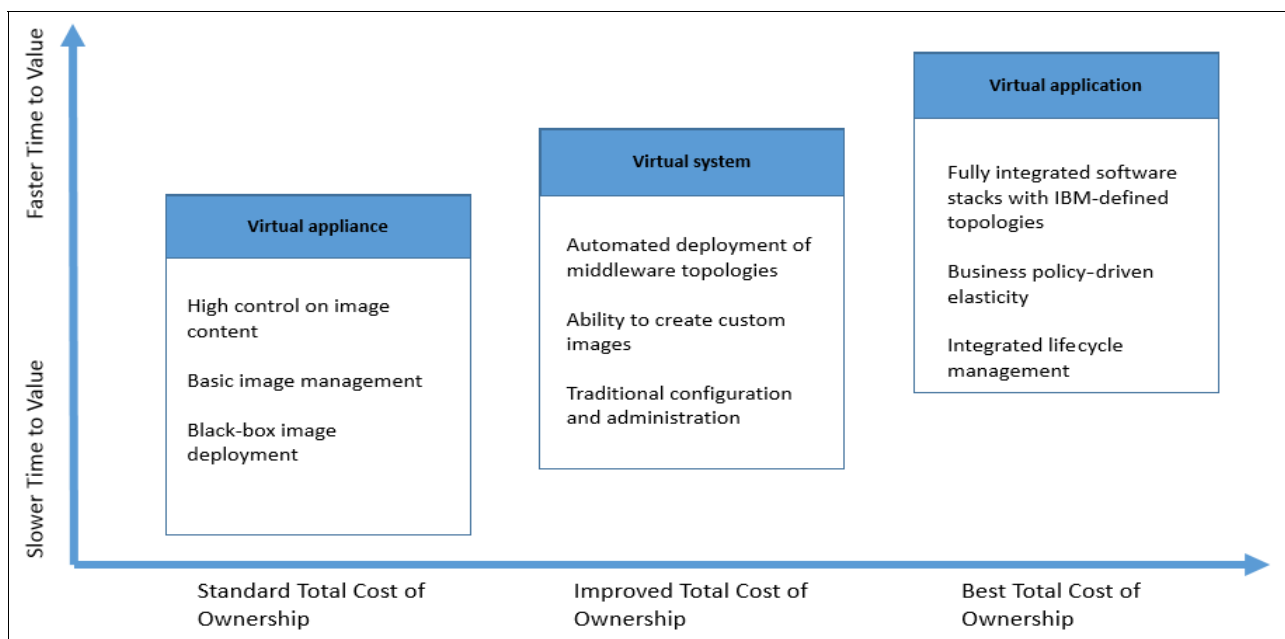 Faster Time to Value
Slower Time to Value
Virtual appliance
High control on image
content
Basic image management
Black-box image
deployment
Virtual system
Automated deployment of
middleware topologies
Ability to create custom
images
Traditional configuration
and administration
Virtual application
Fully integrated software
stacks with IBM-defined
topologies
Business policy-driven
elasticity
Integrated lifecycle
management
Standard Total Cost of
Ownership
Improved Total Cost of
Ownership
Best Total Cost of
Ownership